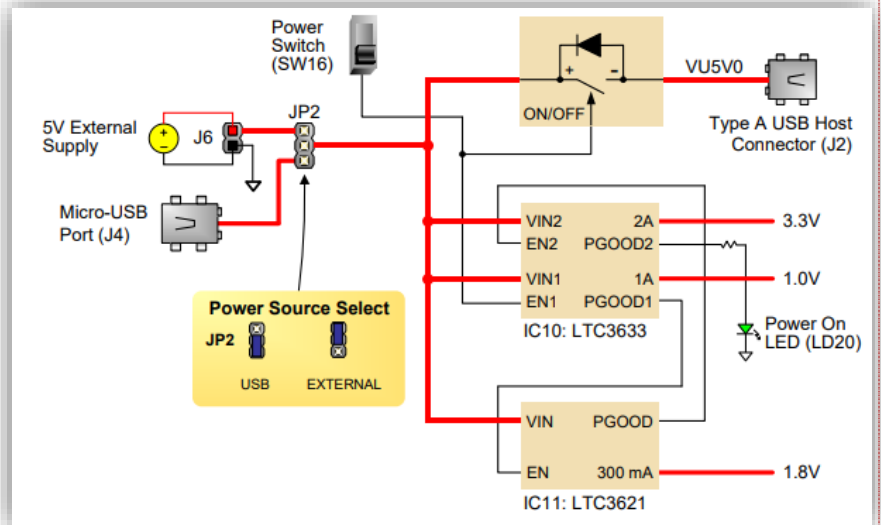 Power
Switch
(SW16)
+ -
ON/OFF
VU5V0
Type A USB Host
Connector (J2)
5V External
Supply
+
−
J6
JP2
Micro-USB
Port (J4)
Power Source Select
JP2
USB EXTERNAL
VIN2 2A 3.3V
EN2 PGOOD2
VIN1 1A 1.0V
EN1 PGOOD1
IC10: LTC3633
Power On
LED (LD20)
VIN PGOOD
EN 300 mA 1.8V
IC11: LTC3621